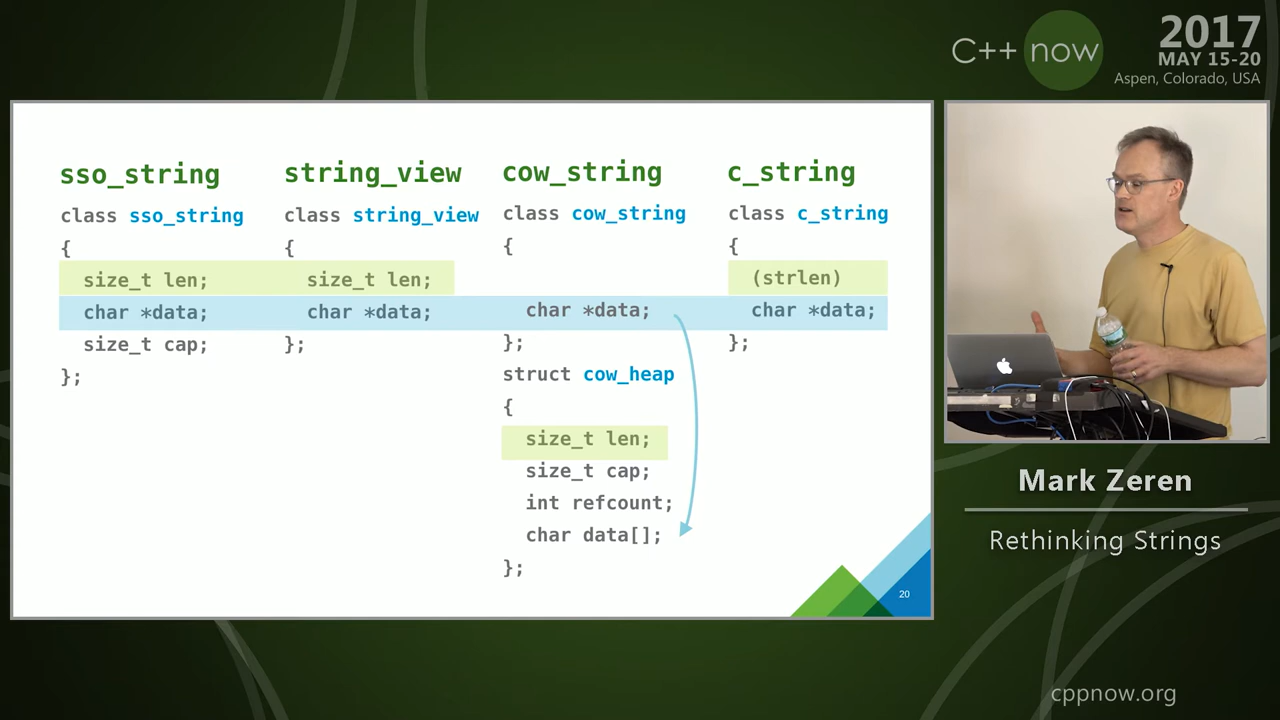 C++ now
2017
MAY 15-20
Aspen, Colorado, USA
sso_string
class sso_string
{
size_t len;
char *data;
size_t cap;
};
string_view
class string_view
{
size_t len;
char *data;
};
cow_string
class cow_string
{
char *data;
};
struct cow_heap
{
size_t len;
size_t cap;
int refcount;
char data[];
};
c_string
class c_string
{
(strlen)
char *data;
};
20
Mark Zeren
Rethinking Strings
cppnow.org